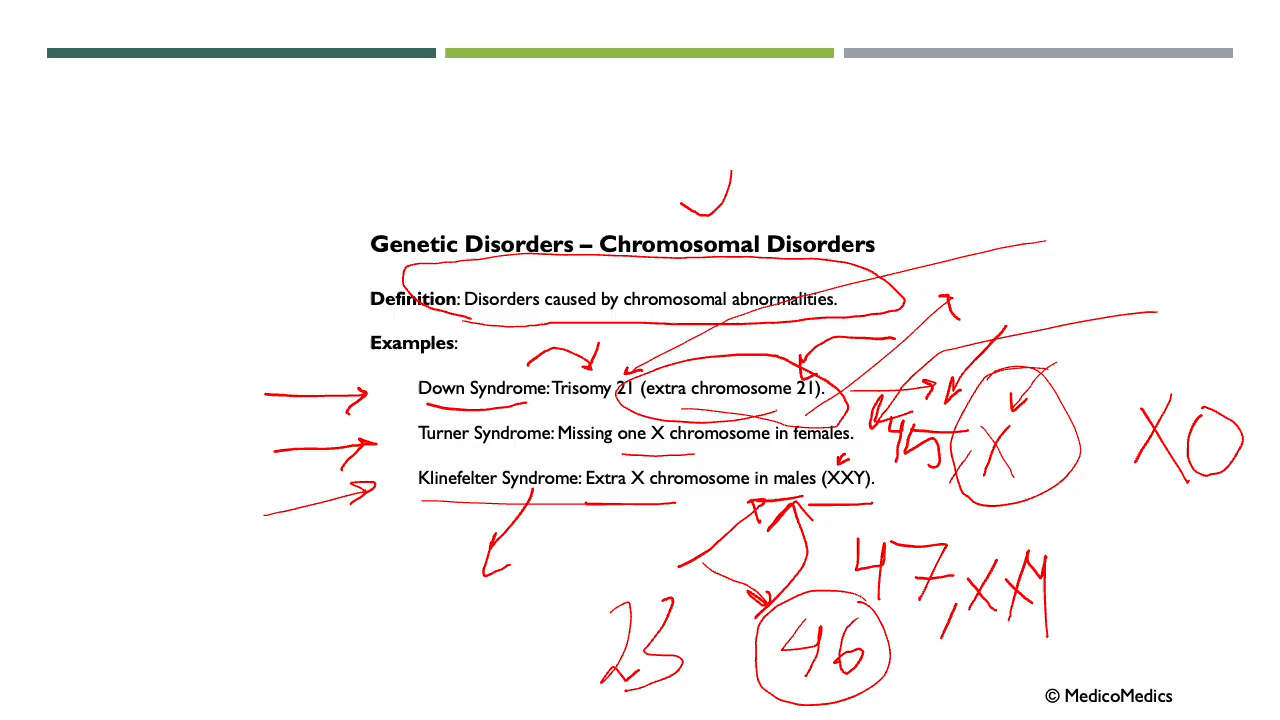 Genetic Disorders – Chromosomal Disorders
Definition: Disorders caused by chromosomal abnormalities.
Examples:
Down Syndrome: Trisomy 21 (extra chromosome 21).
Turner Syndrome: Missing one X chromosome in females.
45, X
XO
Klinefelter Syndrome: Extra X chromosome in males (XXY).
47, XXY
23
46
© MedicoMedics